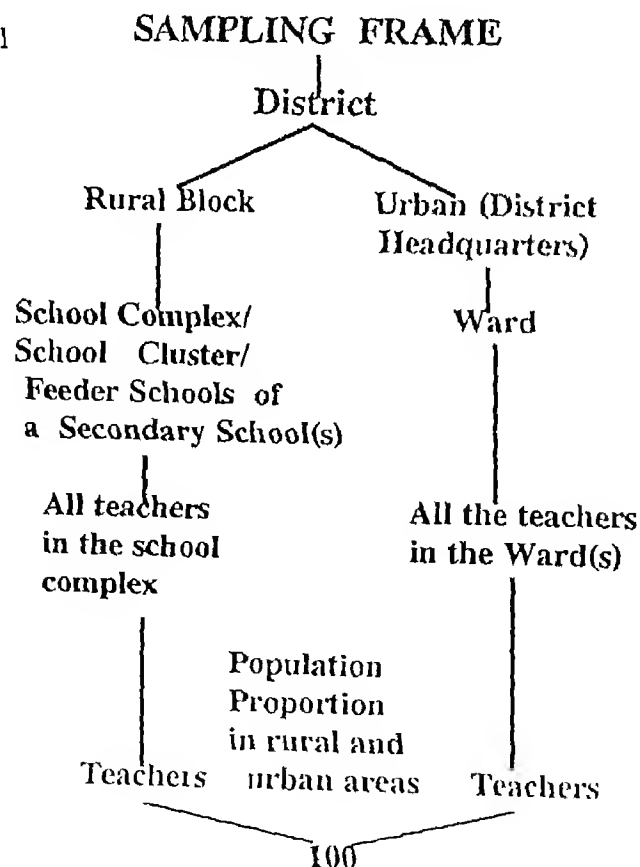 1
SAMPLING FRAME
District
Rural Block
Urban (District
Headquarters)
School Complex/
School Cluster/
Feeder Schools of
a Secondary School(s)
Ward
All teachers
in the school
complex
All the teachers
in the Ward(s)
Population
Proportion
in rural and
urban areas
Teachers
Teachers
100